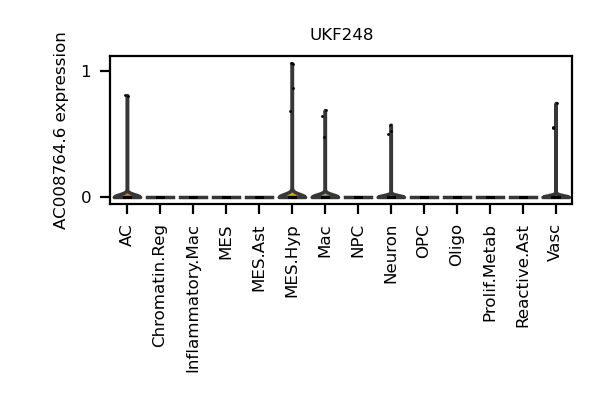 UKF248
AC008764.6 expression
1
0
AC
Chromatin.Reg
Inflammatory.Mac
MES
MES.Ast
MES.Hyp
Mac
NPC
Neuron
OPC
Oligo
Prolif.Metab
Reactive.Ast
Vasc